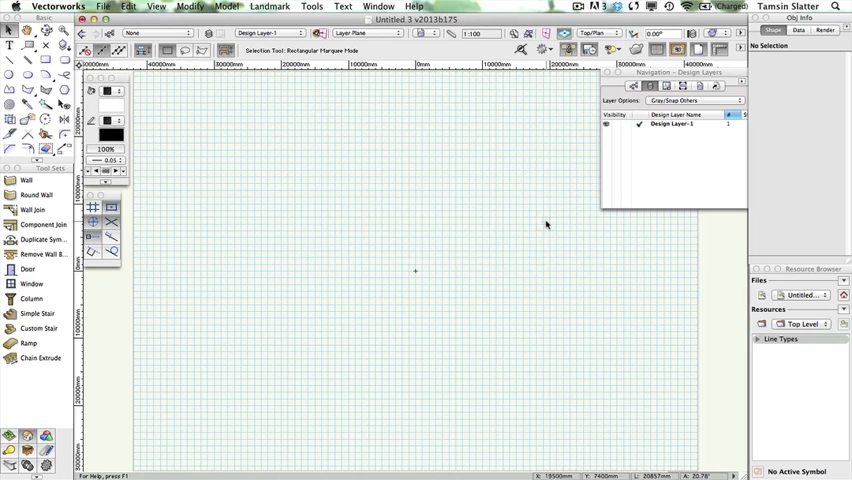 Vectorworks File Edit View Modify Model Landmark Tools Text Window Help
(Charged) Tamsin Slatter
Basic
Untitled 3 v2013b175
Obj Info
None
Design Layer-1
Layer Plane
1:100
Top/Plan
0.00°
Shape Data Render
Selection Tool: Rectangular Marquee Mode
No Selection
40000mm 30000mm 20000mm 10000mm 0mm 10000mm 20000mm
Navigation - Design Layers
Layer Options: Gray/Snap Others
Visibility Design Layer Name #
Design Layer-1 1
100%
0.05
Tool Sets
Wall
Round Wall
Wall Join
Component Join
Duplicate Sym...
Remove Wall B...
Door
Window
Column
Simple Stair
Custom Stair
Ramp
Chain Extrude
Resource Browser
Files
Untitled...
Resources
Top Level
Line Types
No Active Symbol
For Help, press F1
X: 19500mm Y: 7400mm L: 20857mm A: 20.78°